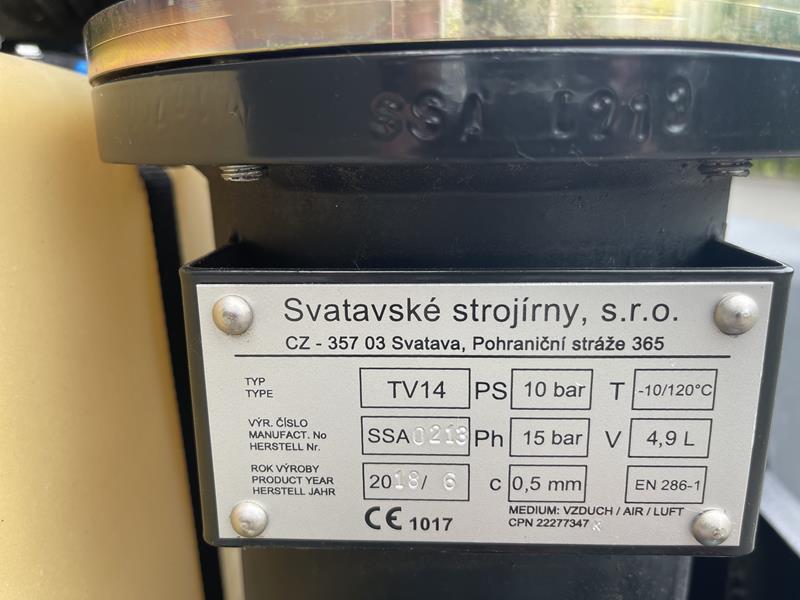 SSA 0213
Svatavské strojírny, s.r.o.
CZ - 357 03 Svatava, Pohraniční stráže 365
TYP
TYPE
TV14
PS
10 bar
T
-10/120°C
VÝR. ČÍSLO
MANUFACT. No
HERSTELL Nr.
SSA0213
Ph
15 bar
V
4,9 L
ROK VÝROBY
PRODUCT YEAR
HERSTELL JAHR
2018/ 6
c
0,5 mm
EN 286-1
CE 1017
MEDIUM: VZDUCH / AIR / LUFT
CPN 22277347